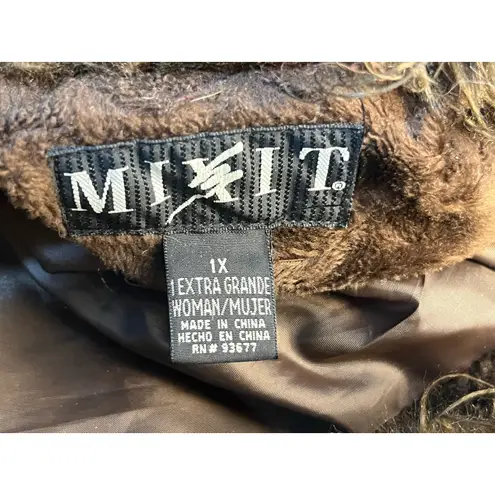 MIXIT®
1X
1 EXTRA GRANDE
WOMAN/MUJER
MADE IN CHINA
HECHO EN CHINA
RN# 93677